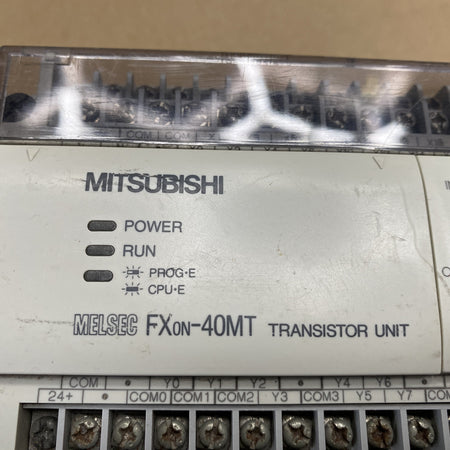 COM COM X
MITSUBISHI
POWER
RUN
PROG·E
CPU·E
MELSEC FX0N-40MT TRANSISTOR UNIT
COM • Y0 Y1 Y2 • Y4 Y6 •
24+ • COM0 COM1 COM2 Y3 COM3 Y5 Y7